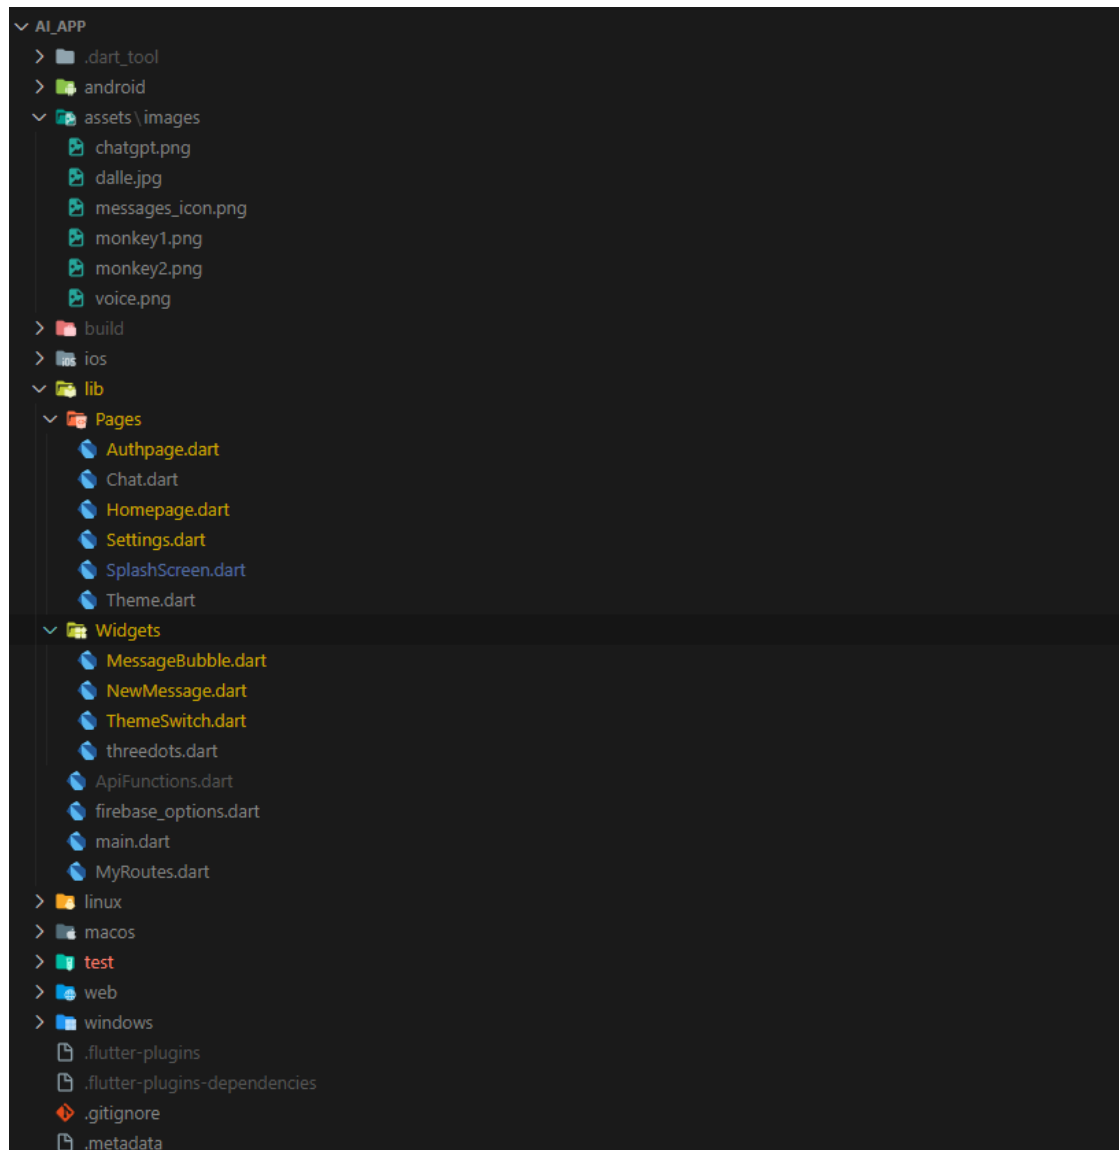 AI_APP
.dart_tool
android
assets\images
chatgpt.png
dalle.jpg
messages_icon.png
monkey1.png
monkey2.png
voice.png
build
ios
lib
Pages
Authpage.dart
Chat.dart
Homepage.dart
Settings.dart
SplashScreen.dart
Theme.dart
Widgets
MessageBubble.dart
NewMessage.dart
ThemeSwitch.dart
threedots.dart
ApiFunctions.dart
firebase_options.dart
main.dart
MyRoutes.dart
linux
macos
test
web
windows
.flutter-plugins
.flutter-plugins-dependencies
.gitignore
.metadata